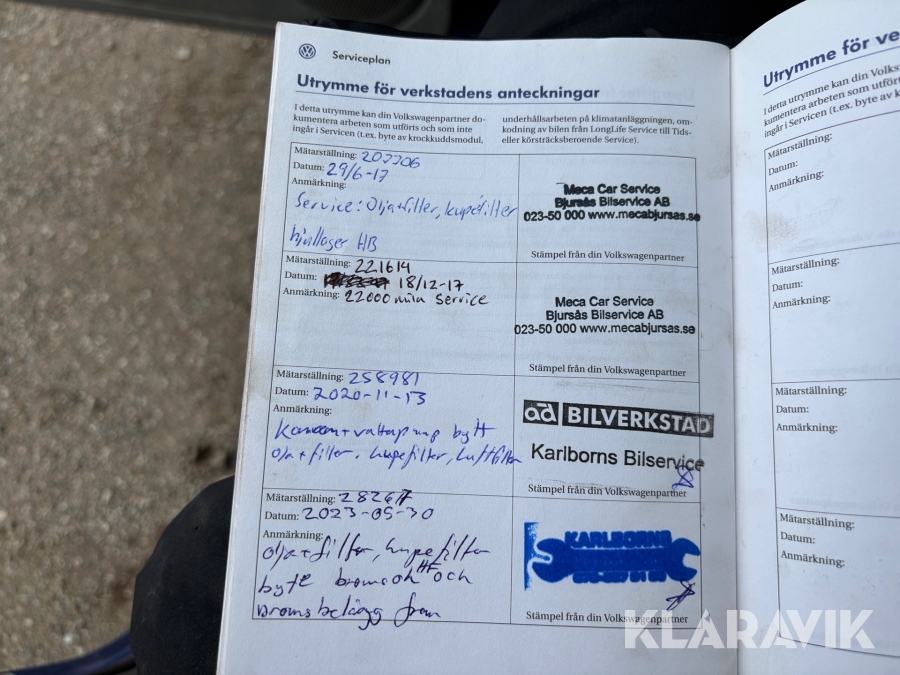 Serviceplan
Utrymme för verkstadens anteckningar
I detta utrymme kan din Volkswagenpartner do-
kumentera arbeten som utförts och som inte
ingår i Servicen (t.ex. byte av krockkuddsmodul,
underhållsarbeten på klimatanläggningen, om-
kodning av bilen från LongLife Service till Tids-
eller körsträcksberoende Service).
Mätarställning:
Datum: 29/6-17
Anmärkning:
Service: Olja+filter, kupefilter
hjullager HB
Meca Car Service
Bjursås Bilservice AB
023-50 000 www.mecabjursas.se
Stämpel från din Volkswagenpartner
Mätarställning: 221614
Datum: 18/12-17
Anmärkning: 22000 mila Service
Meca Car Service
Bjursås Bilservice AB
023-50 000 www.mecabjursas.se
Stämpel från din Volkswagenpartner
Mätarställning: 258981
Datum: 2020-11-13
Anmärkning:
Kamrem+vattapump bytt
olja+filter, kupefilter, luftfilter
ad BILVERKSTAD
Karlborns Bilservice
Stämpel från din Volkswagenpartner
Mätarställning:
Datum: 2023-05-30
Anmärkning:
Olja+filter, kupefilter
byte bromsok HF och
Bromsbelägg fram
KARLBORNS
Stämpel från din Volkswagenpartner
Utrymme för ve
I detta utrymme kan din Volks
kumentera arbeten som utfört
ingår i Servicen (t.ex. byte av k
Mätarställning:
Datum:
Anmärkning:
Mätarställning:
Datum:
Anmärkning:
Mätarställning:
Datum:
Anmärkning:
Mätarställning:
Datum:
Anmärkning:
KLARAVIK